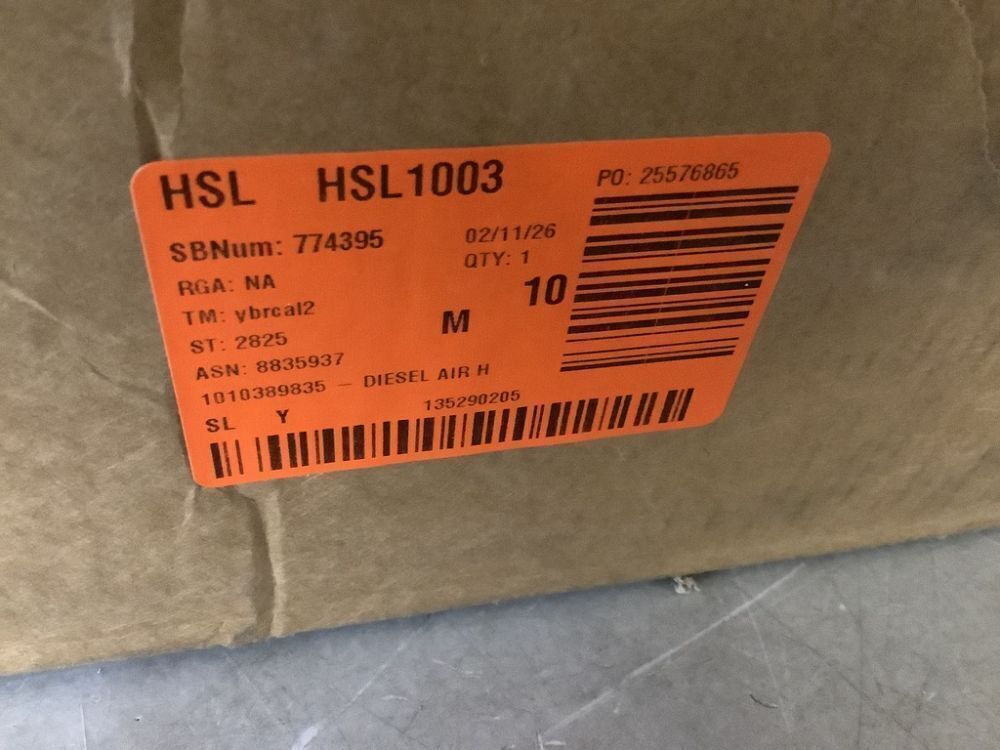 HSL HSL1003 PO: 25576865
SBNum: 774395 02/11/26
RGA: NA QTY: 1
TM: ybrcal2 M 10
ST: 2825
ASN: 8835937
1010389835 - DIESEL AIR H
SL Y 135290205